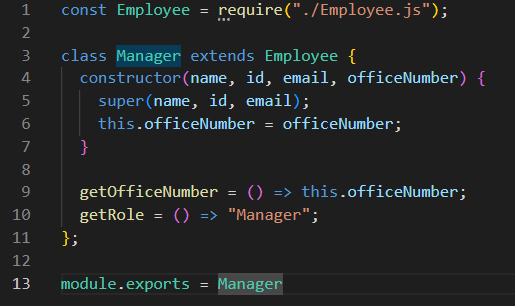 1 const Employee = require("./Employee.js");
2
3 class Manager extends Employee {
4 constructor(name, id, email, officeNumber) {
5 super(name, id, email);
6 this.officeNumber = officeNumber;
7 }
8
9 getOfficeNumber = () => this.officeNumber;
10 getRole = () => "Manager";
11 };
12
13 module.exports = Manager